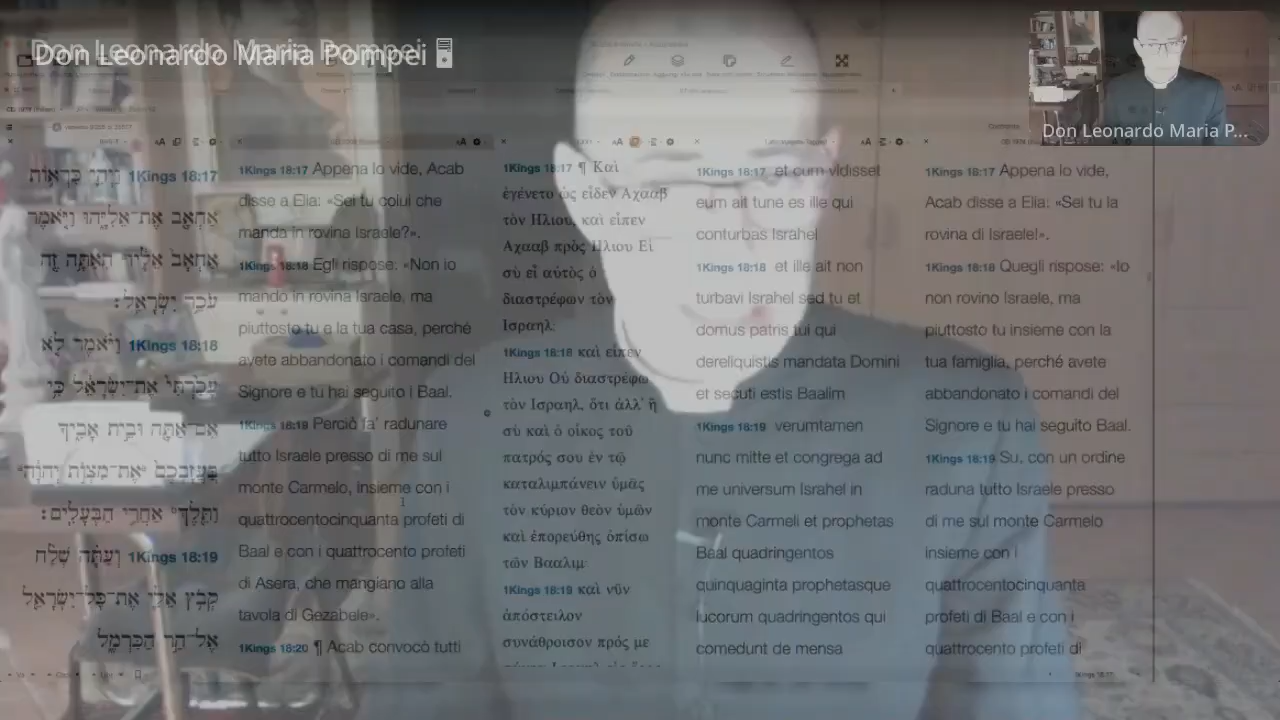 Don Leonardo Maria Pompei
Don Leonardo Maria P...
1Kings 18:17 וַיְהִי כִּרְאוֹת
אַחְאָב אֶת־אֵלִיָּהוּ וַיֹּאמֶר
אַחְאָב אֵלָיו הַאַתָּה זֶה
עֹכֵר יִשְׂרָאֵל׃
1Kings 18:18 וַיֹּאמֶר לֹא
עָכַרְתִּי אֶת־יִשְׂרָאֵל כִּי
אִם־אַתָּה וּבֵית אָבִיךָ
בַּעֲזָבְכֶם אֶת־מִצְוֺת יְהוָה
וַתֵּלֶךְ אַחֲרֵי הַבְּעָלִים׃
1Kings 18:19 וְעַתָּה שְׁלַח
קְבֹץ אֵלַי אֶת־כָּל־יִשְׂרָאֵל
אֶל־הַר הַכַּרְמֶל
1Kings 18:17 Appena lo vide, Acab
disse a Elia: «Sei tu colui che
manda in rovina Israele?».
1Kings 18:18 Egli rispose: «Non io
mando in rovina Israele, ma
piuttosto tu e la tua casa, perché
avete abbandonato i comandi del
Signore e tu hai seguito i Baal.
1Kings 18:19 Perciò fa' radunare
tutto Israele presso di me sul
monte Carmelo, insieme con i
quattrocentocinquanta profeti di
Baal e con i quattrocento profeti
di Asera, che mangiano alla
tavola di Gezabele».
1Kings 18:20 ¶ Acab convocò tutti
1Kings 18:17 ¶ Καὶ
ἐγένετο ὡς εἶδεν Αχααβ
τὸν Ηλιου, καὶ εἶπεν
Αχααβ πρὸς Ηλιου Εἰ
σὺ εἶ αὐτὸς ὁ
διαστρέφων τὸν
Ισραηλ;
1Kings 18:18 καὶ εἶπεν
Ηλιου Οὐ διαστρέφω
τὸν Ισραηλ, ὅτι ἀλλ᾽ ἢ
σὺ καὶ ὁ οἶκος τοῦ
πατρός σου ἐν τῷ
καταλιμπάνειν ὑμᾶς
τὸν κύριον θεὸν ὑμῶν
καὶ ἐπορεύθης ὀπίσω
τῶν Βααλιμ·
1Kings 18:19 καὶ νῦν
ἀπόστειλον
συνάθροισον πρός με
1Kings 18:17 et cum vidisset
eum ait tune es ille qui
conturbas Israhel
1Kings 18:18 et ille ait non
turbavi Israhel sed tu et
domus patris tui qui
dereliquistis mandata Domini
et secuti estis Baalim
1Kings 18:19 verumtamen
nunc mitte et congrega ad
me universum Israhel in
monte Carmeli et prophetas
Baal quadringentos
quinquaginta prophetasque
lucorum quadringentos qui
comedunt de mensa
1Kings 18:17 Appena lo vide,
Acab disse a Elia: «Sei tu la
rovina di Israele!».
1Kings 18:18 Quegli rispose: «Io
non rovino Israele, ma
piuttosto tu insieme con la
tua famiglia, perché avete
abbandonato i comandi del
Signore e tu hai seguito Baal.
1Kings 18:19 Su, con un ordine
raduna tutto Israele presso
di me sul monte Carmelo
insieme con i
quattrocentocinquanta
profeti di Baal e con i
quattrocento profeti di